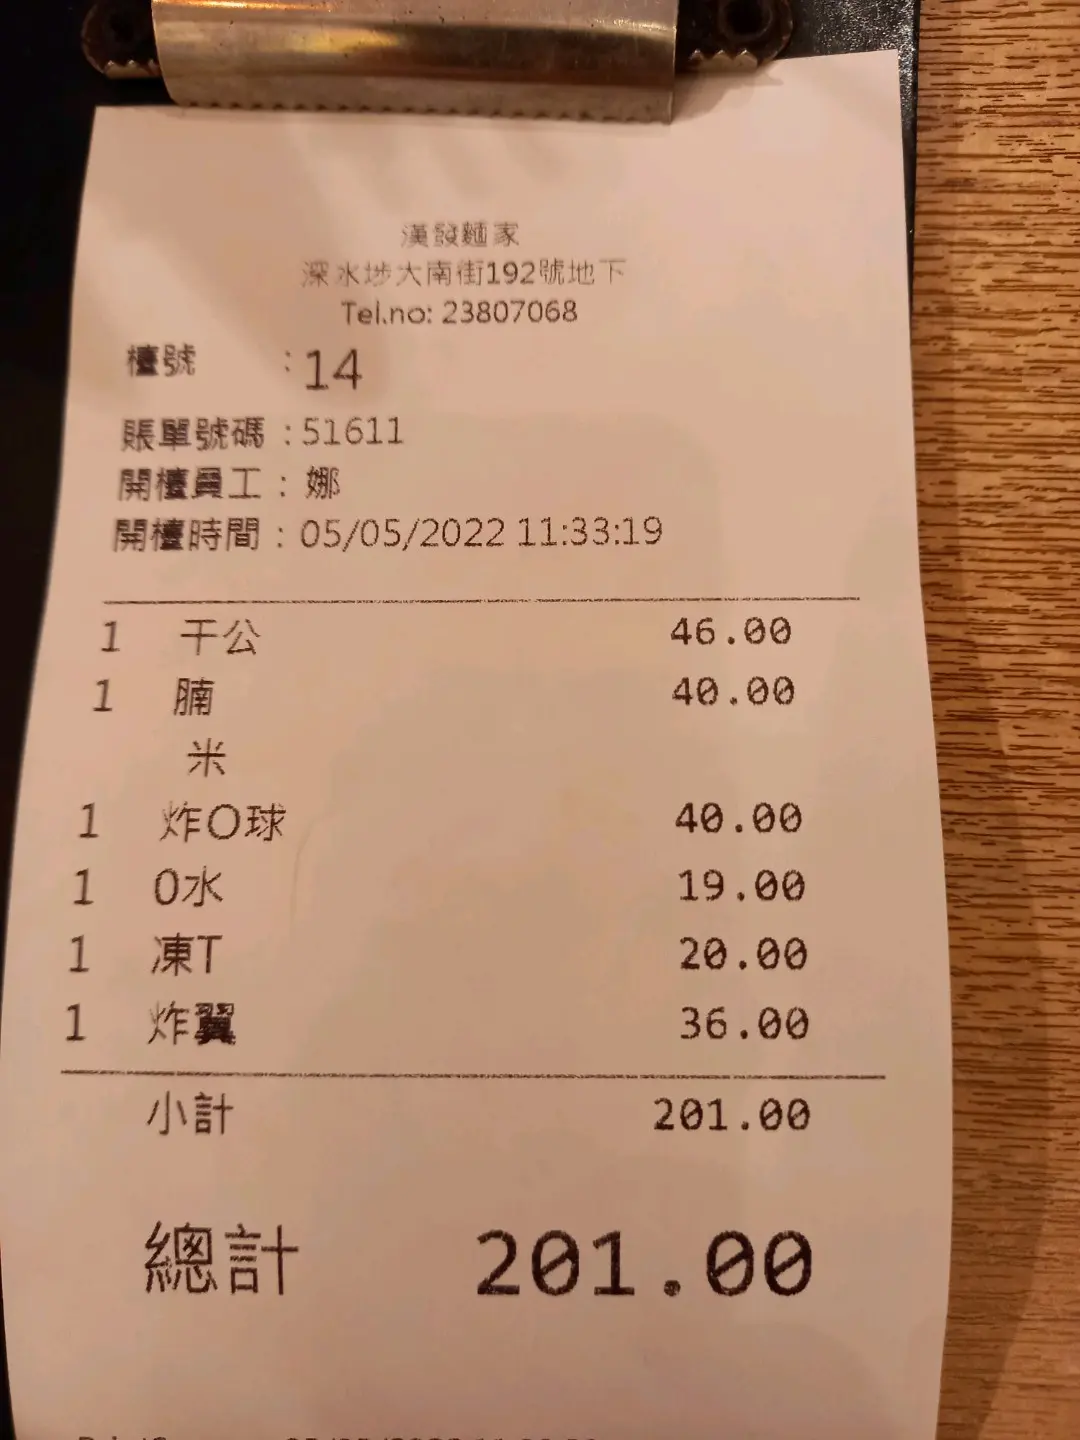 漢發麵家
深水埗大南街192號地下
Tel.no: 23807068
檯號 : 14
賬單號碼 : 51611
開檯員工 : 娜
開檯時間 : 05/05/2022 11:33:19
1 干公 46.00
1 腩 40.00
米
1 炸O球 40.00
1 0水 19.00
1 凍T 20.00
1 炸翼 36.00
小計 201.00
總計 201.00